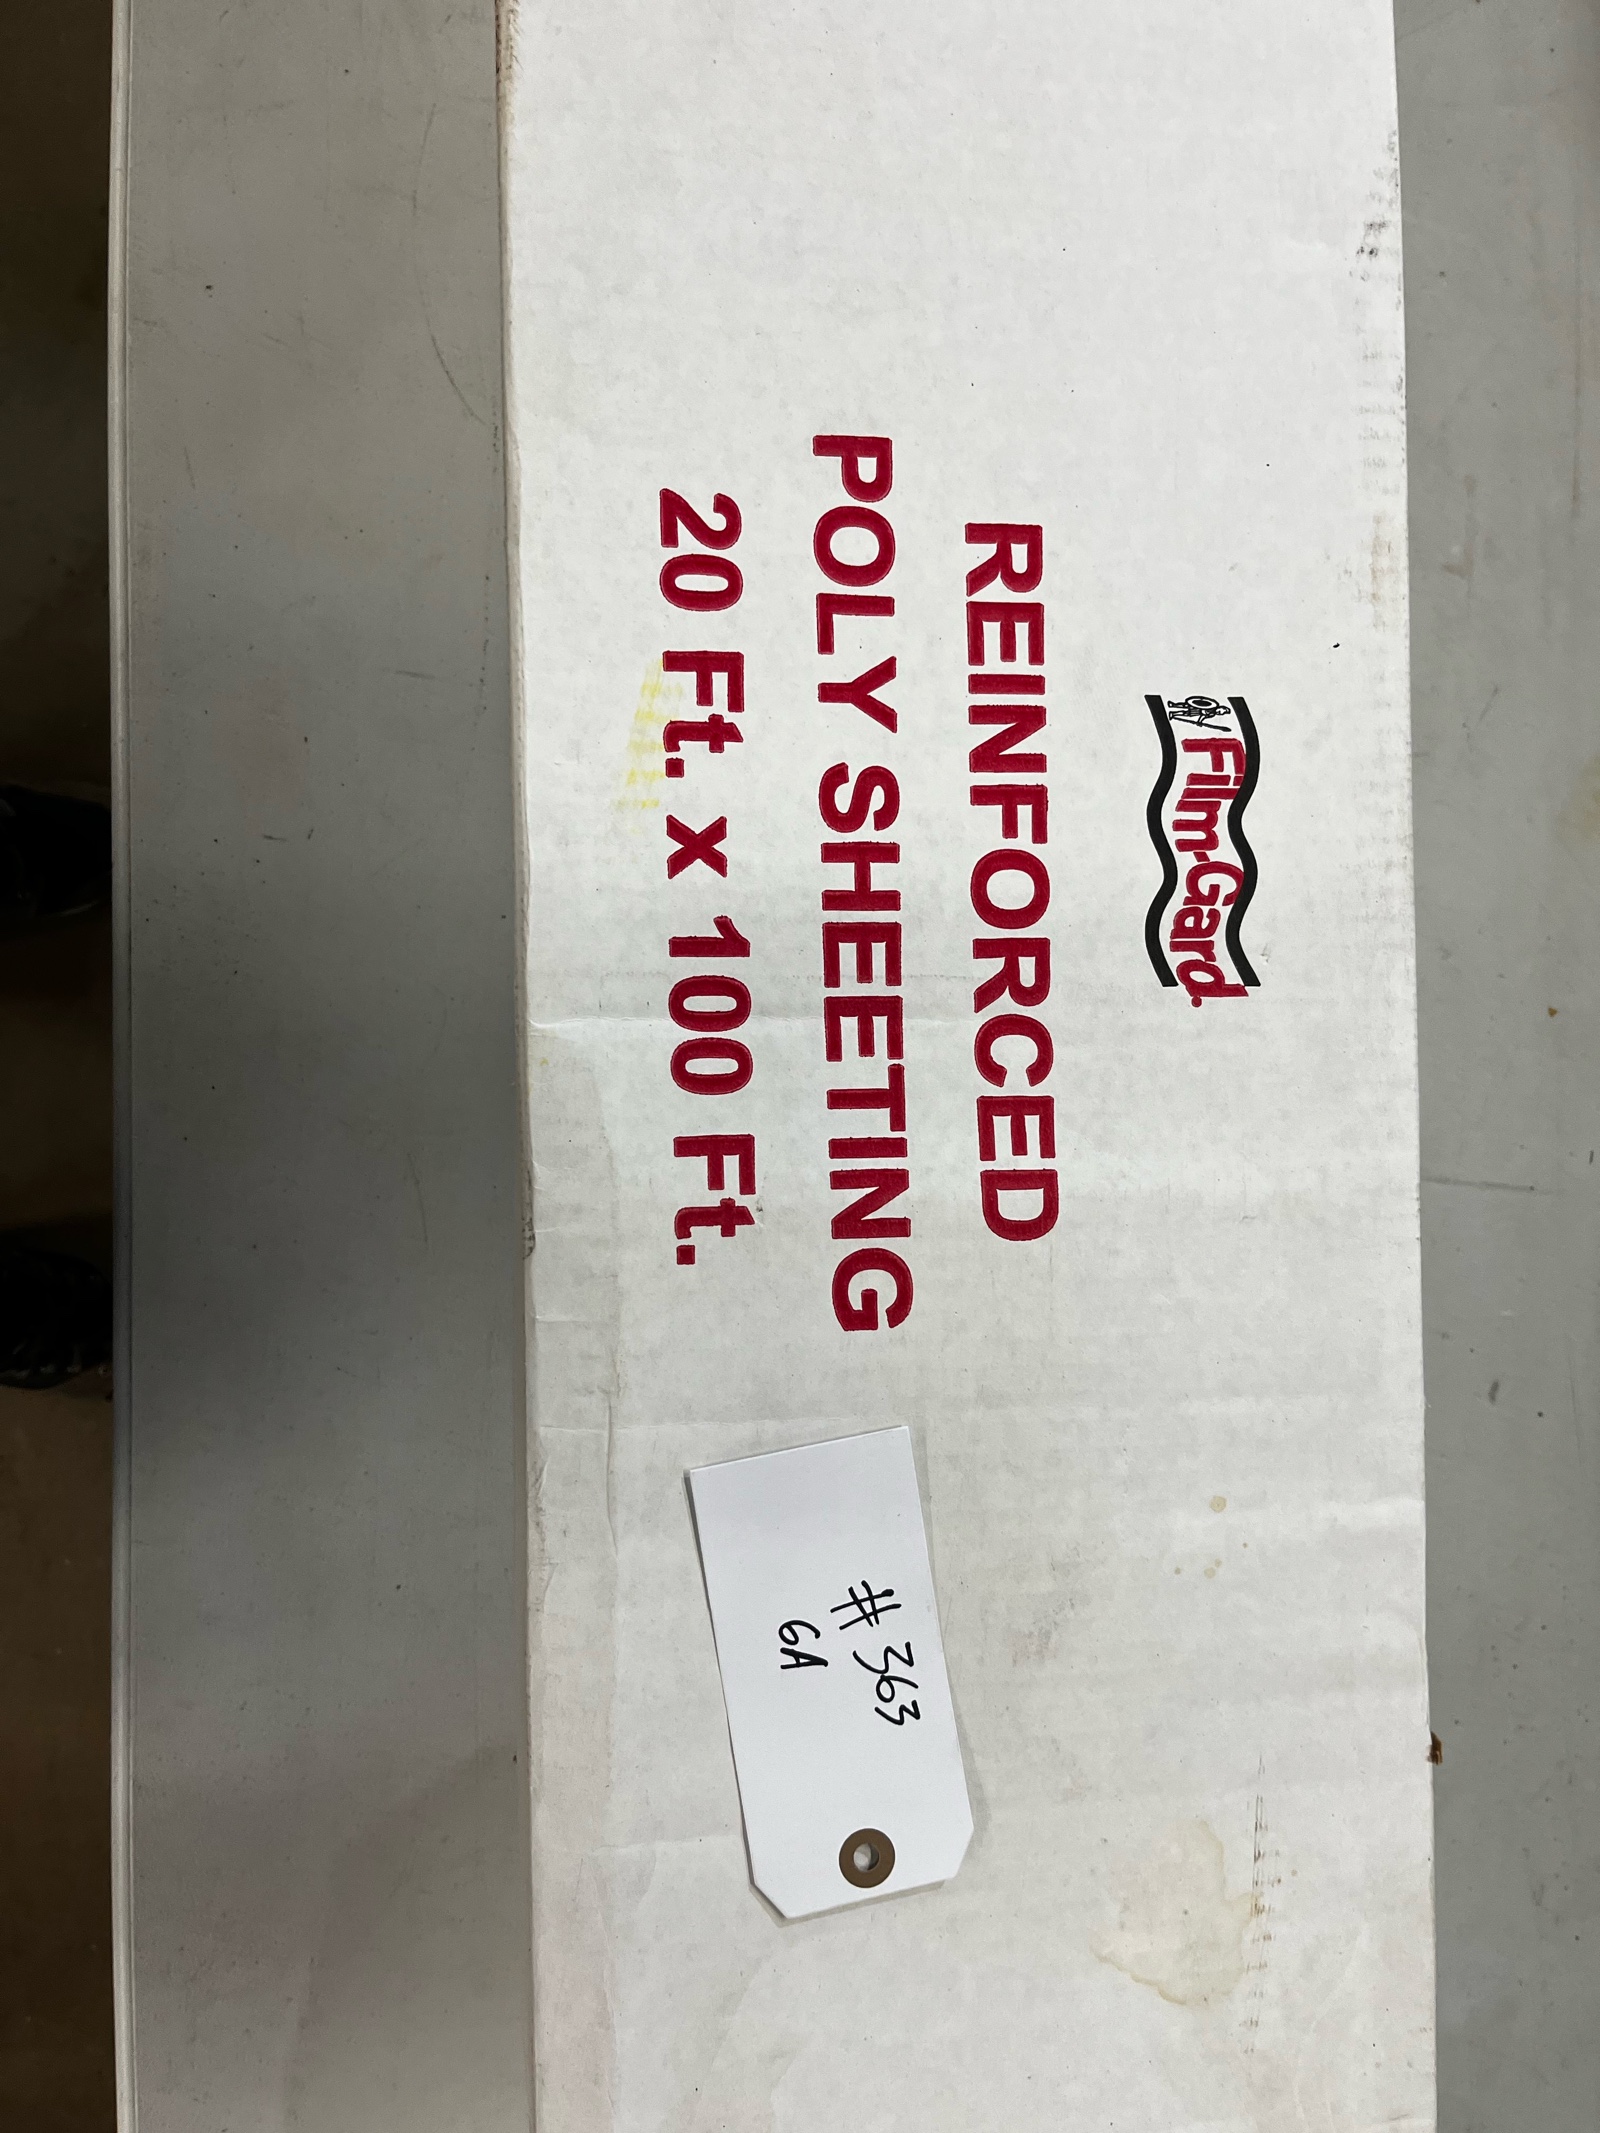 Film-Gard
REINFORCED
POLY SHEETING
20 Ft. x 100 Ft.
# 363
6A